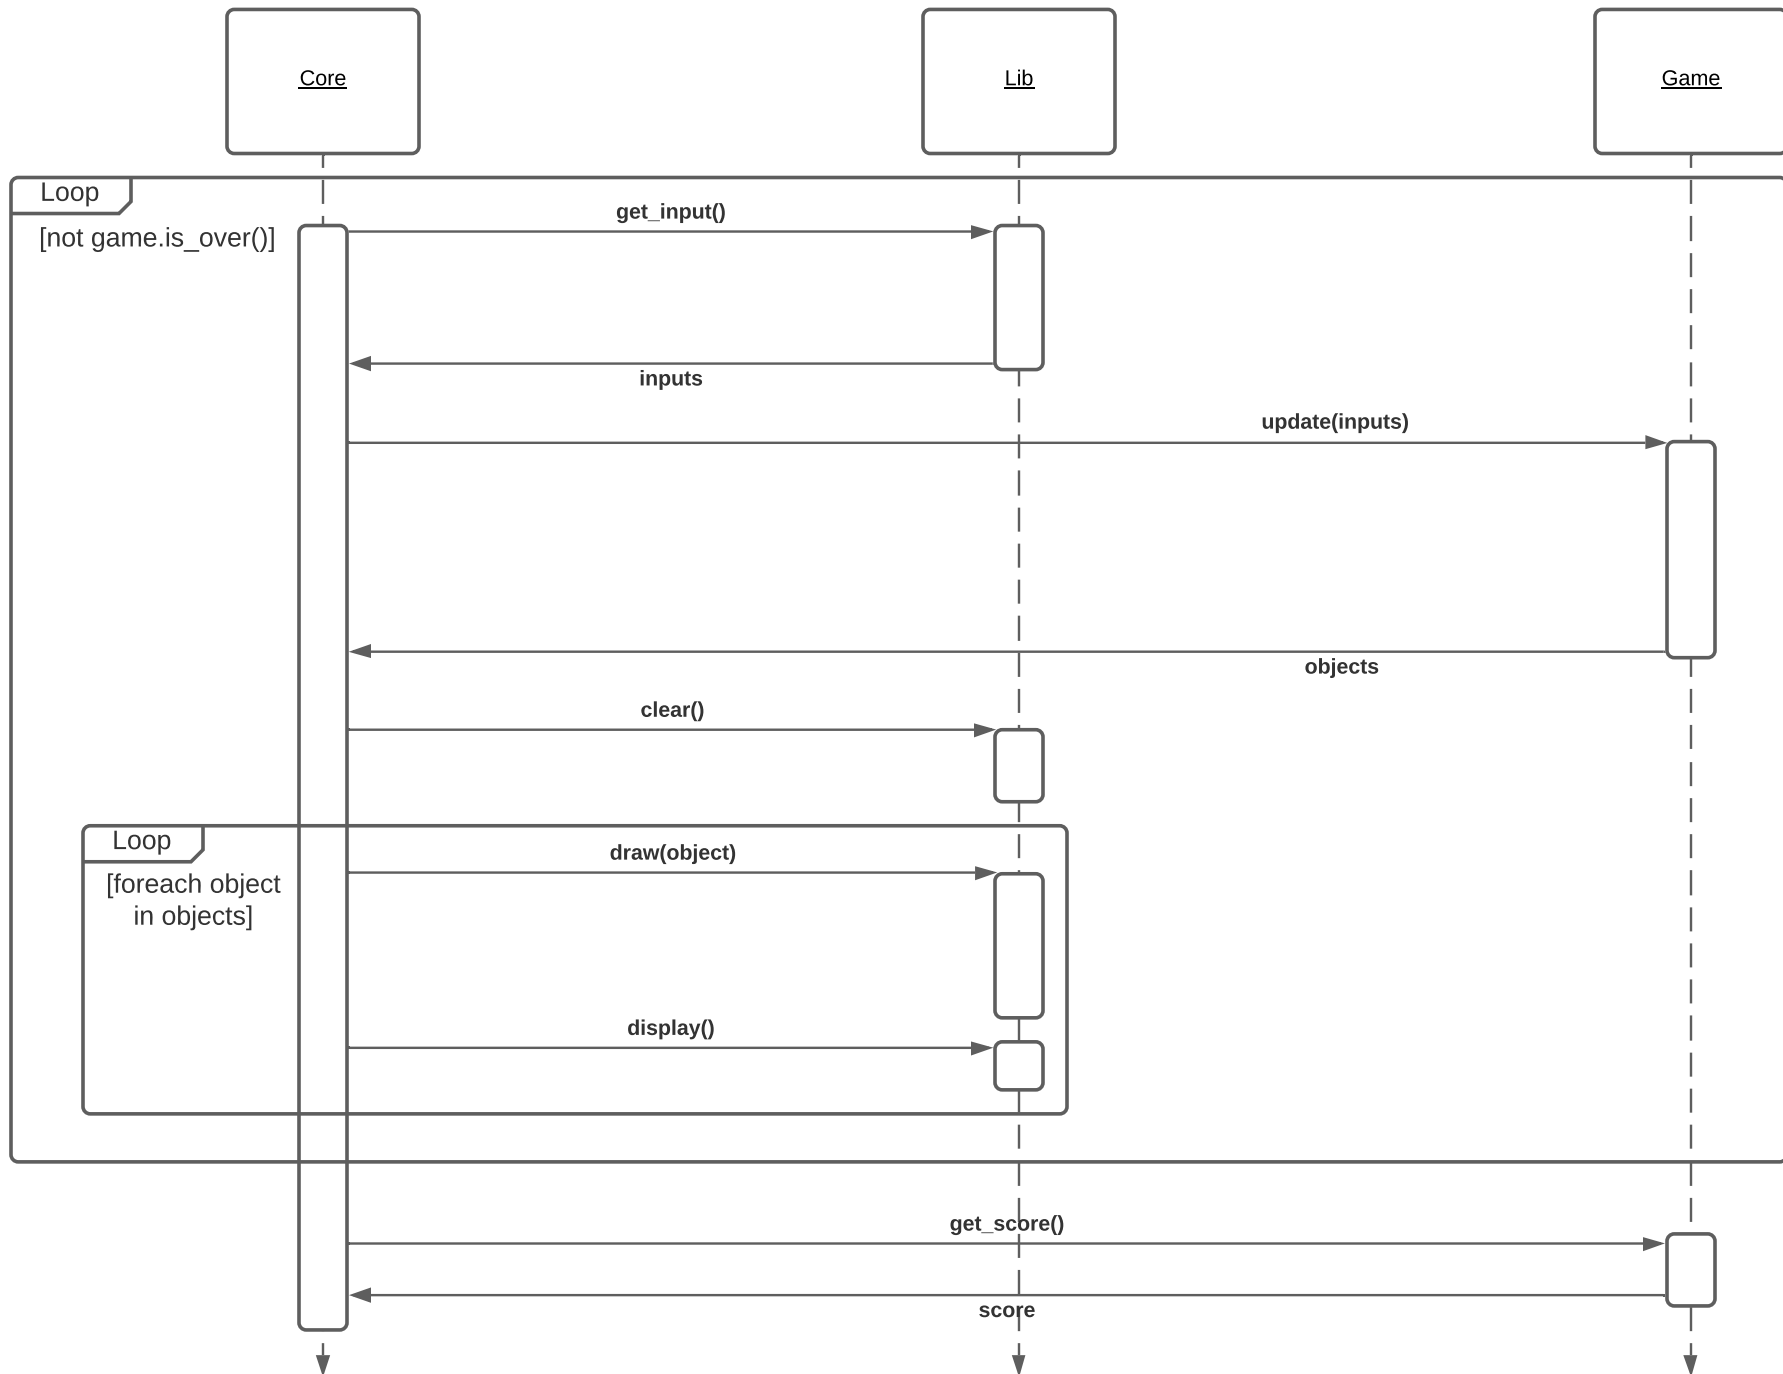 Core
Lib
Game
Loop
[not game.is_over()]
get_input()
inputs
update(inputs)
objects
clear()
Loop
[foreach object
in objects]
draw(object)
display()
get_score()
score